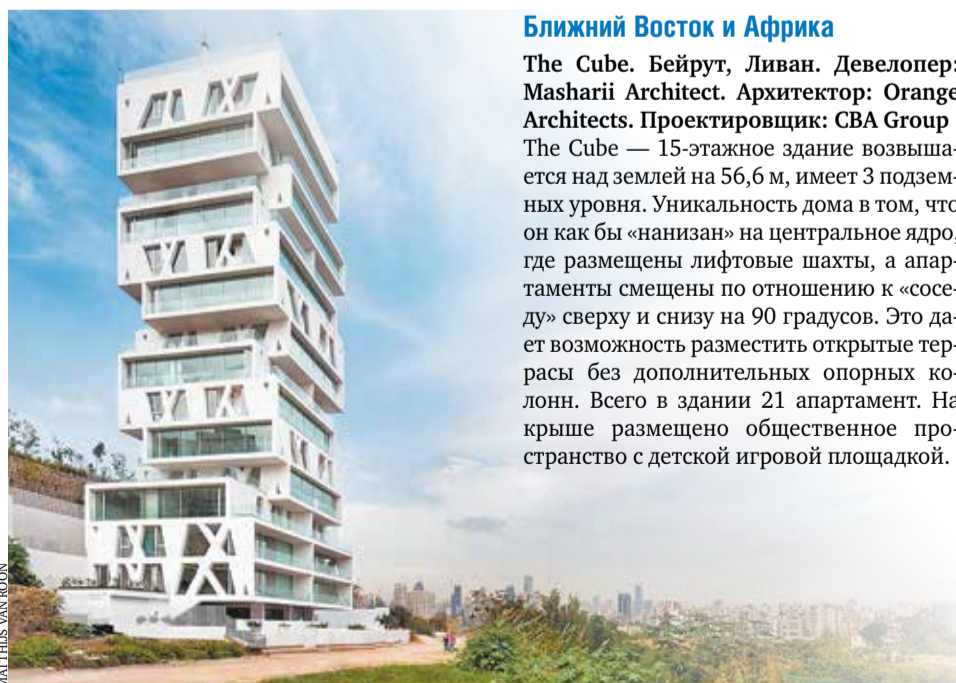 Ближний Восток и Африка
The Cube. Бейрут, Ливан. Девелопер:
Masharii Architect. Архитектор: Orange
Architects. Проектировщик: CBA Group
The Cube — 15-этажное здание возвыша-
ется над землей на 56,6 м, имеет 3 подзем-
ных уровня. Уникальность дома в том, что
он как бы «нанизан» на центральное ядро,
где размещены лифтовые шахты, а апар-
таменты смещены по отношению к «сосе-
ду» сверху и снизу на 90 градусов. Это да-
ет возможность разместить открытые тер-
расы без дополнительных опорных ко-
лонн. Всего в здании 21 апартамент. На
крыше размещено общественное про-
странство с детской игровой площадкой.
MATTHIJS VAN ROON